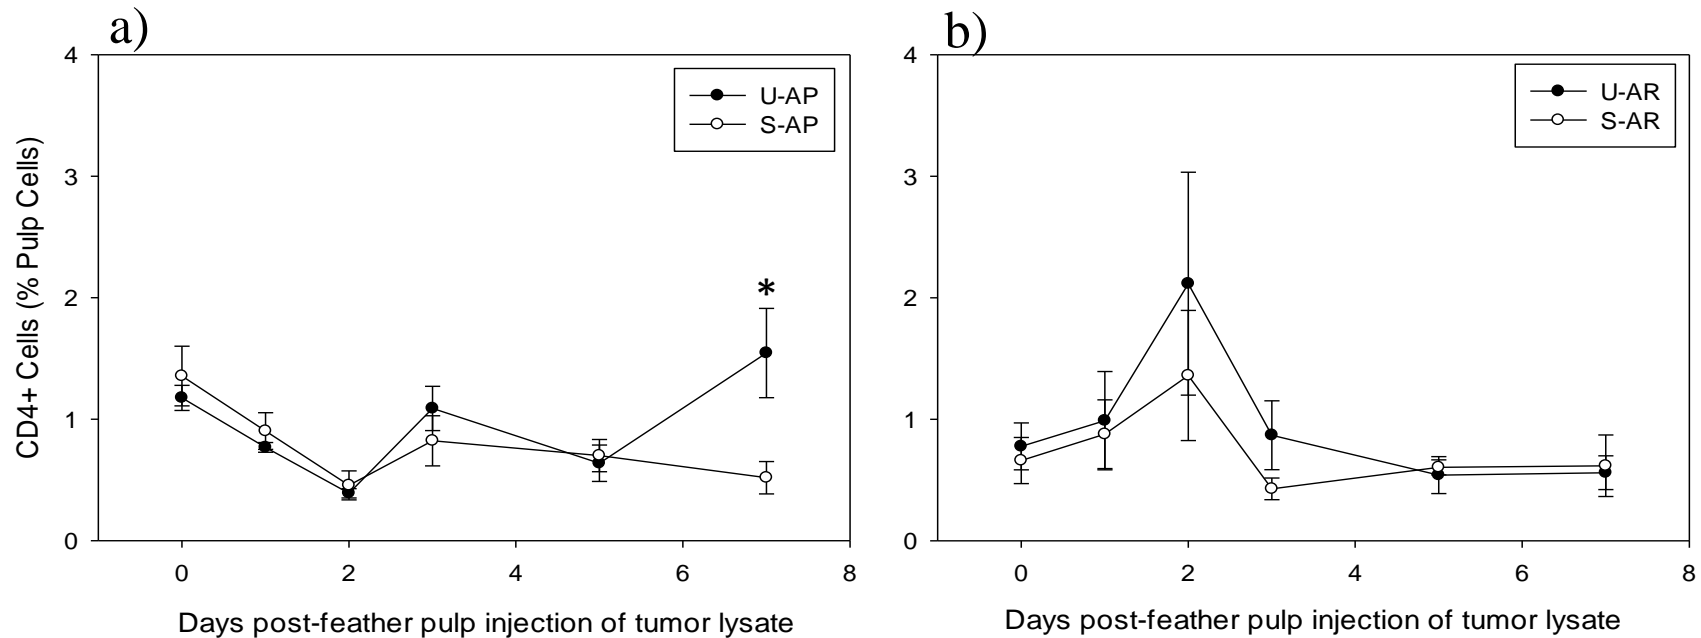 a)
CD4+ Cells (% Pulp Cells)
4
3
2
1
0
U-AP
S-AP
*
0 2 4 6 8
Days post-feather pulp injection of tumor lysate
b)
4
3
2
1
0
U-AR
S-AR
0 2 4 6 8
Days post-feather pulp injection of tumor lysate